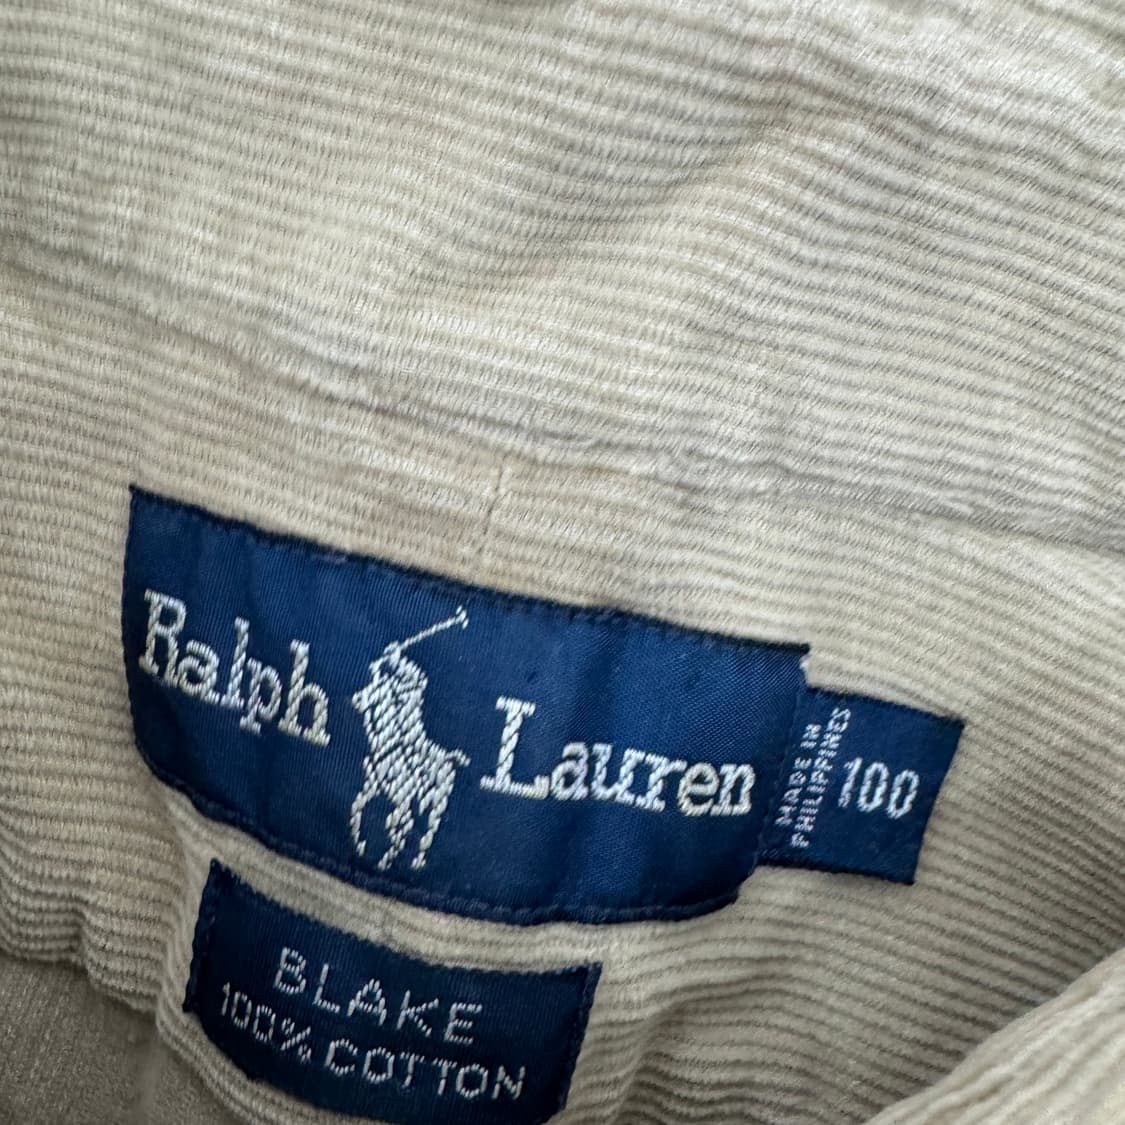 Ralph Lauren
MADE IN
PHILIPPINES
100
BLAKE
100% COTTON